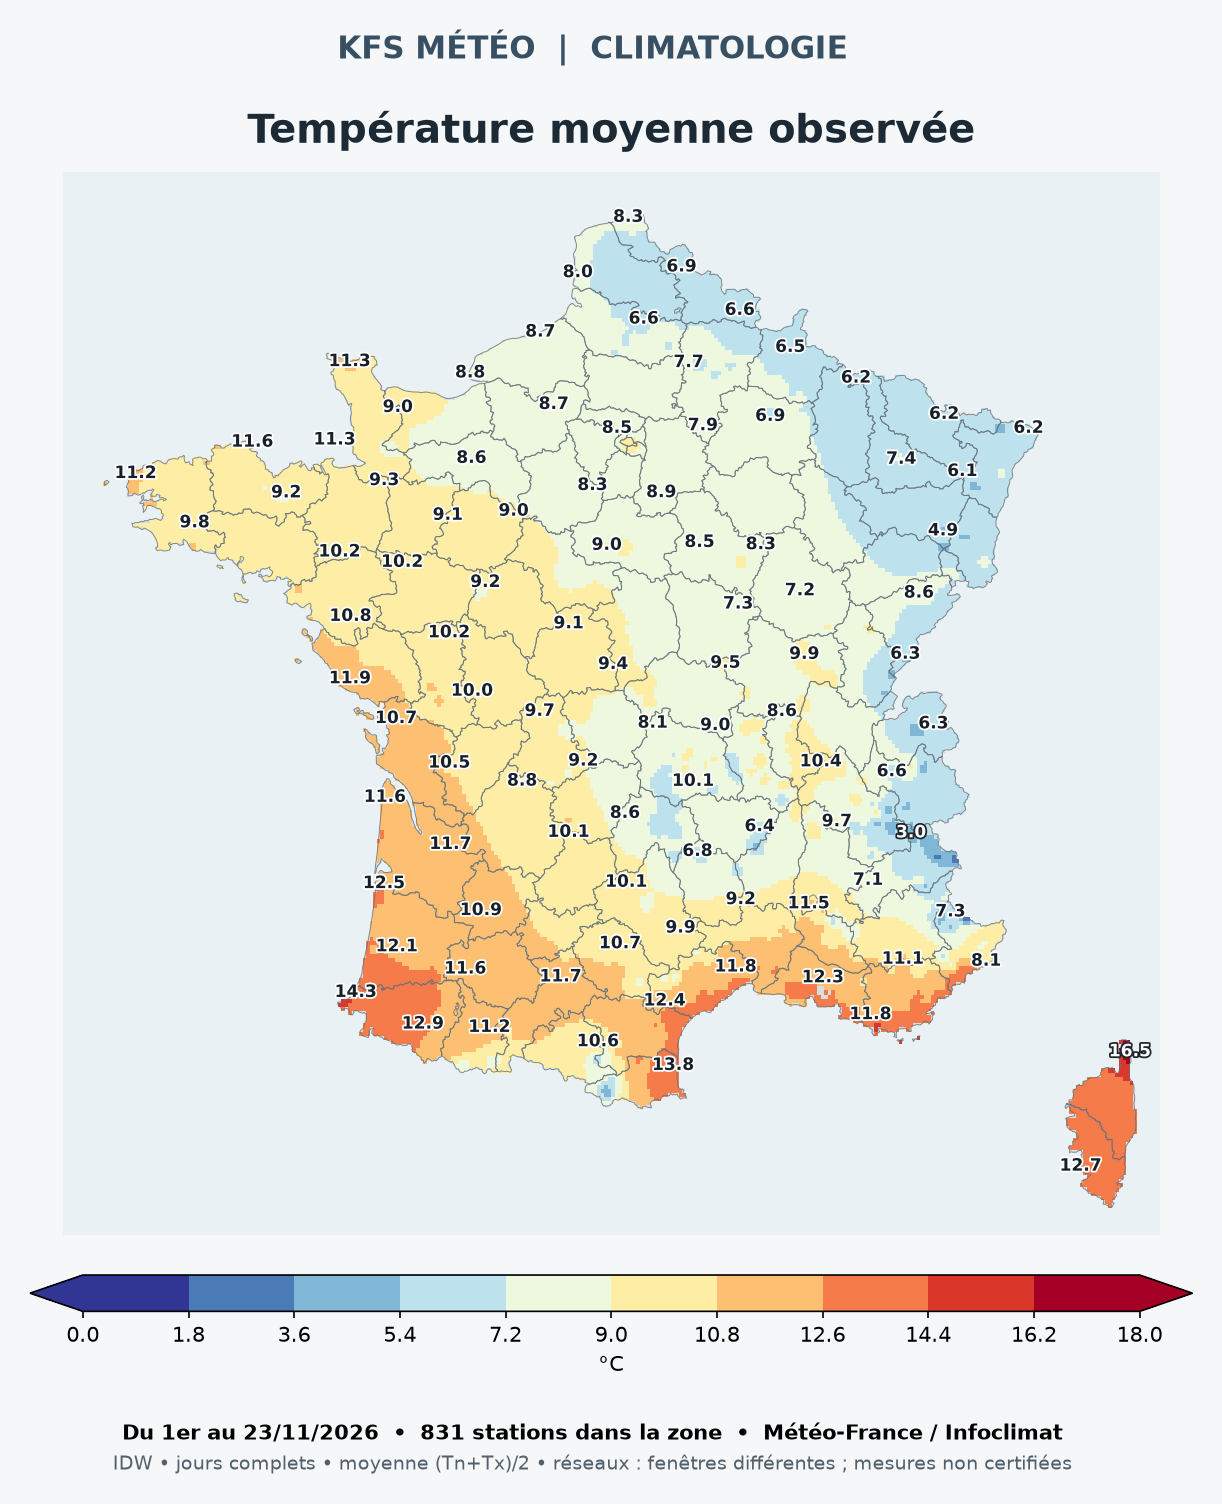 KFS MÉTÉO | CLIMATOLOGIE
Température moyenne observée
8.3
8.0 6.9
6.6
6.6
8.7 6.5
11.3 7.7
8.8 6.2
9.0 8.7 6.9 6.2
11.6 11.3 8.5 7.9 6.2
8.6 7.4
11.2 9.3 6.1
9.2 8.3 8.9
9.8 9.1 9.0 4.9
10.2 9.0 8.5 8.3
10.2
9.2 7.2 8.6
7.3
10.8 9.1
10.2
9.4 9.5 9.9 6.3
11.9
10.0
10.7 9.7 8.1 9.0 8.6 6.3
10.5 9.2 10.4
8.8 10.1 6.6
11.6
8.6
11.7 10.1 6.4 9.7 3.0
6.8
12.5 10.1 7.1
10.9 9.2 11.5 7.3
9.9
12.1 10.7
11.6 11.7 11.8 12.3 11.1 8.1
14.3 12.4
12.9 11.2 11.8
10.6
13.8 16.5
12.7
0.0 1.8 3.6 5.4 7.2 9.0 10.8 12.6 14.4 16.2 18.0
°C
Du 1er au 23/11/2026 • 831 stations dans la zone • Météo-France / Infoclimat
IDW • jours complets • moyenne (Tn+Tx)/2 • réseaux : fenêtres différentes ; mesures non certifiées